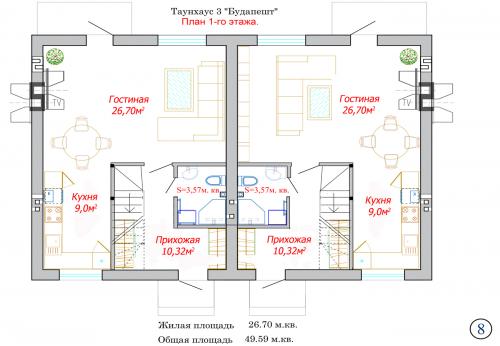 Таунхаус 3 "Будапешт"
План 1-го этажа.
Гостиная
26,70м²
Гостиная
26,70м²
TV
TV
S=3,57м. кв.
S=3,57м. кв.
Кухня
9,0м²
Кухня
9,0м²
Прихожая
10,32м²
Прихожая
10,32м²
Жилая площадь 26.70 м.кв.
Общая площадь 49.59 м.кв.
8